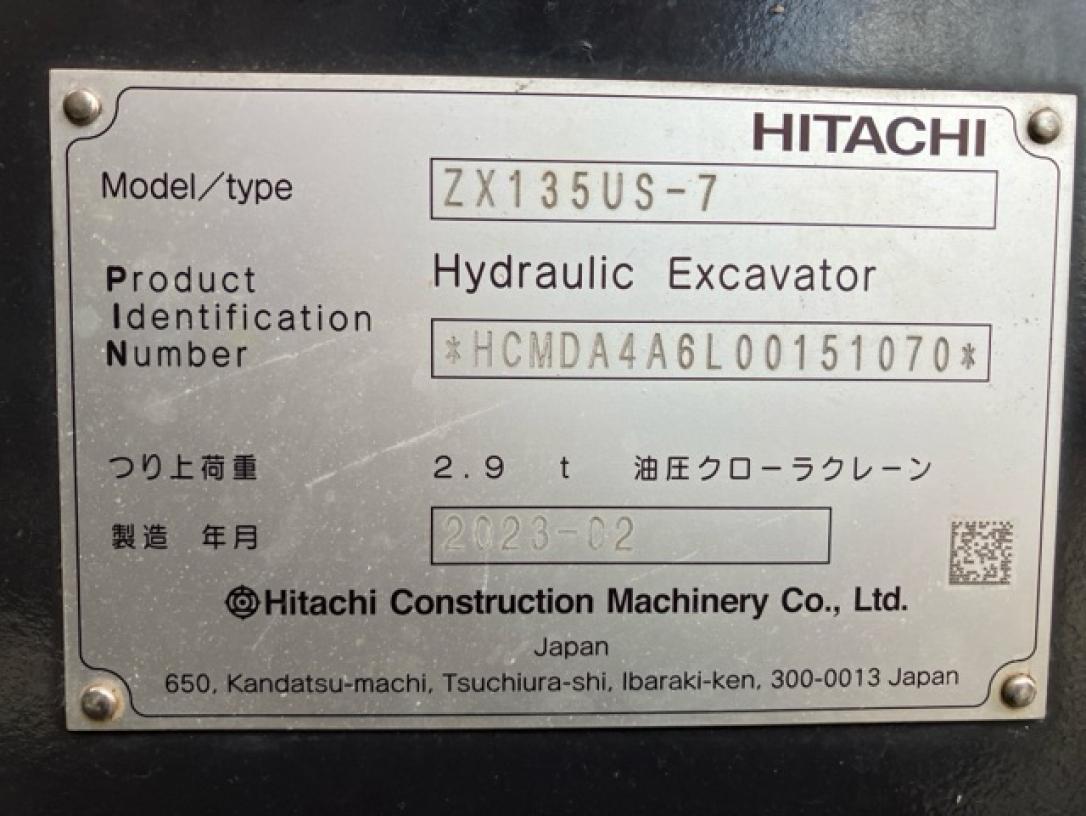 HITACHI
Model/type ZX135US-7
Hydraulic Excavator
Product
Identification
Number *HCMDA4A6L00151070*
つり上荷重 2.9 t 油圧クローラクレーン
製造 年月 2023-02
Hitachi Construction Machinery Co., Ltd.
Japan
650, Kandatsu-machi, Tsuchiura-shi, Ibaraki-ken, 300-0013 Japan